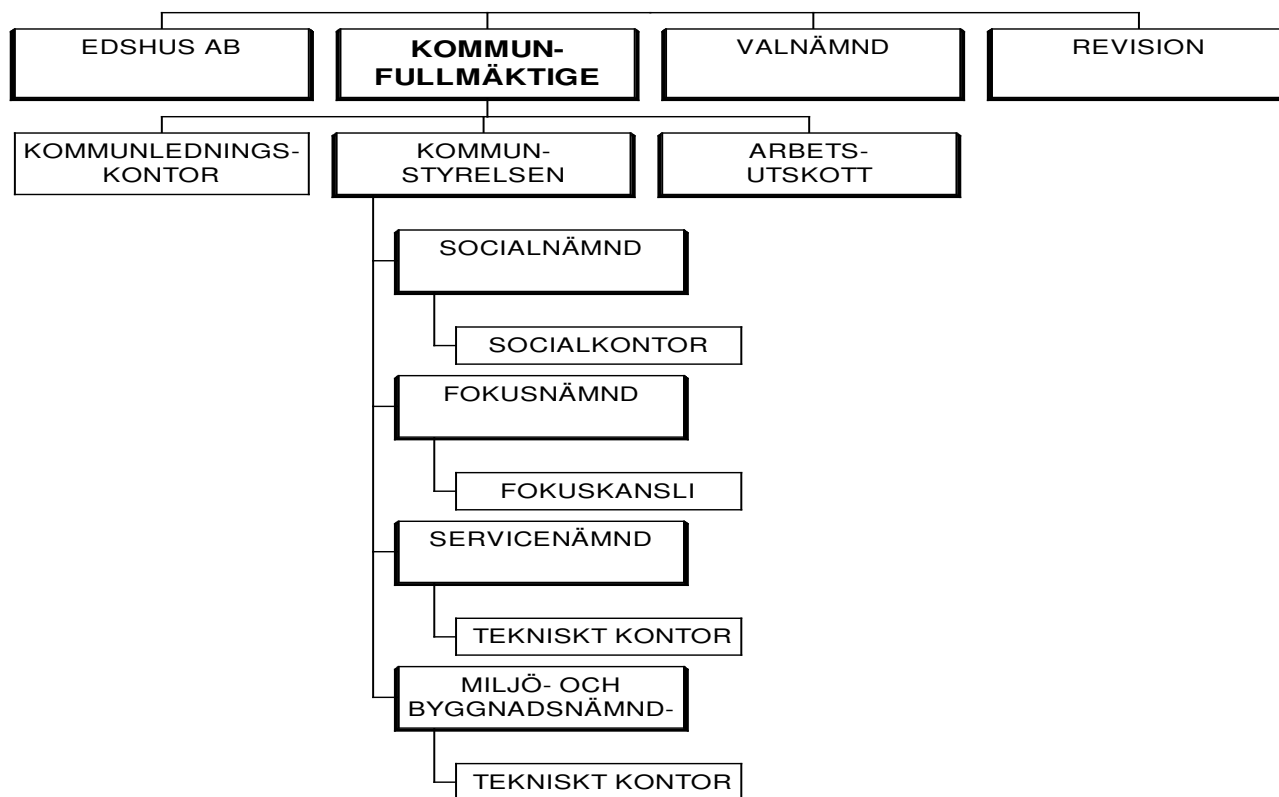 EDSHUS AB
KOMMUN-
FULLMÄKTIGE
VALNÄMND
REVISION
KOMMUNLEDNINGS-
KONTOR
KOMMUN-
STYRELSEN
ARBETS-
UTSKOTT
SOCIALNÄMND
SOCIALKONTOR
FOKUSNÄMND
FOKUSKANSLI
SERVICENÄMND
TEKNISKT KONTOR
MILJÖ- OCH
BYGGNADSNÄMND-
TEKNISKT KONTOR